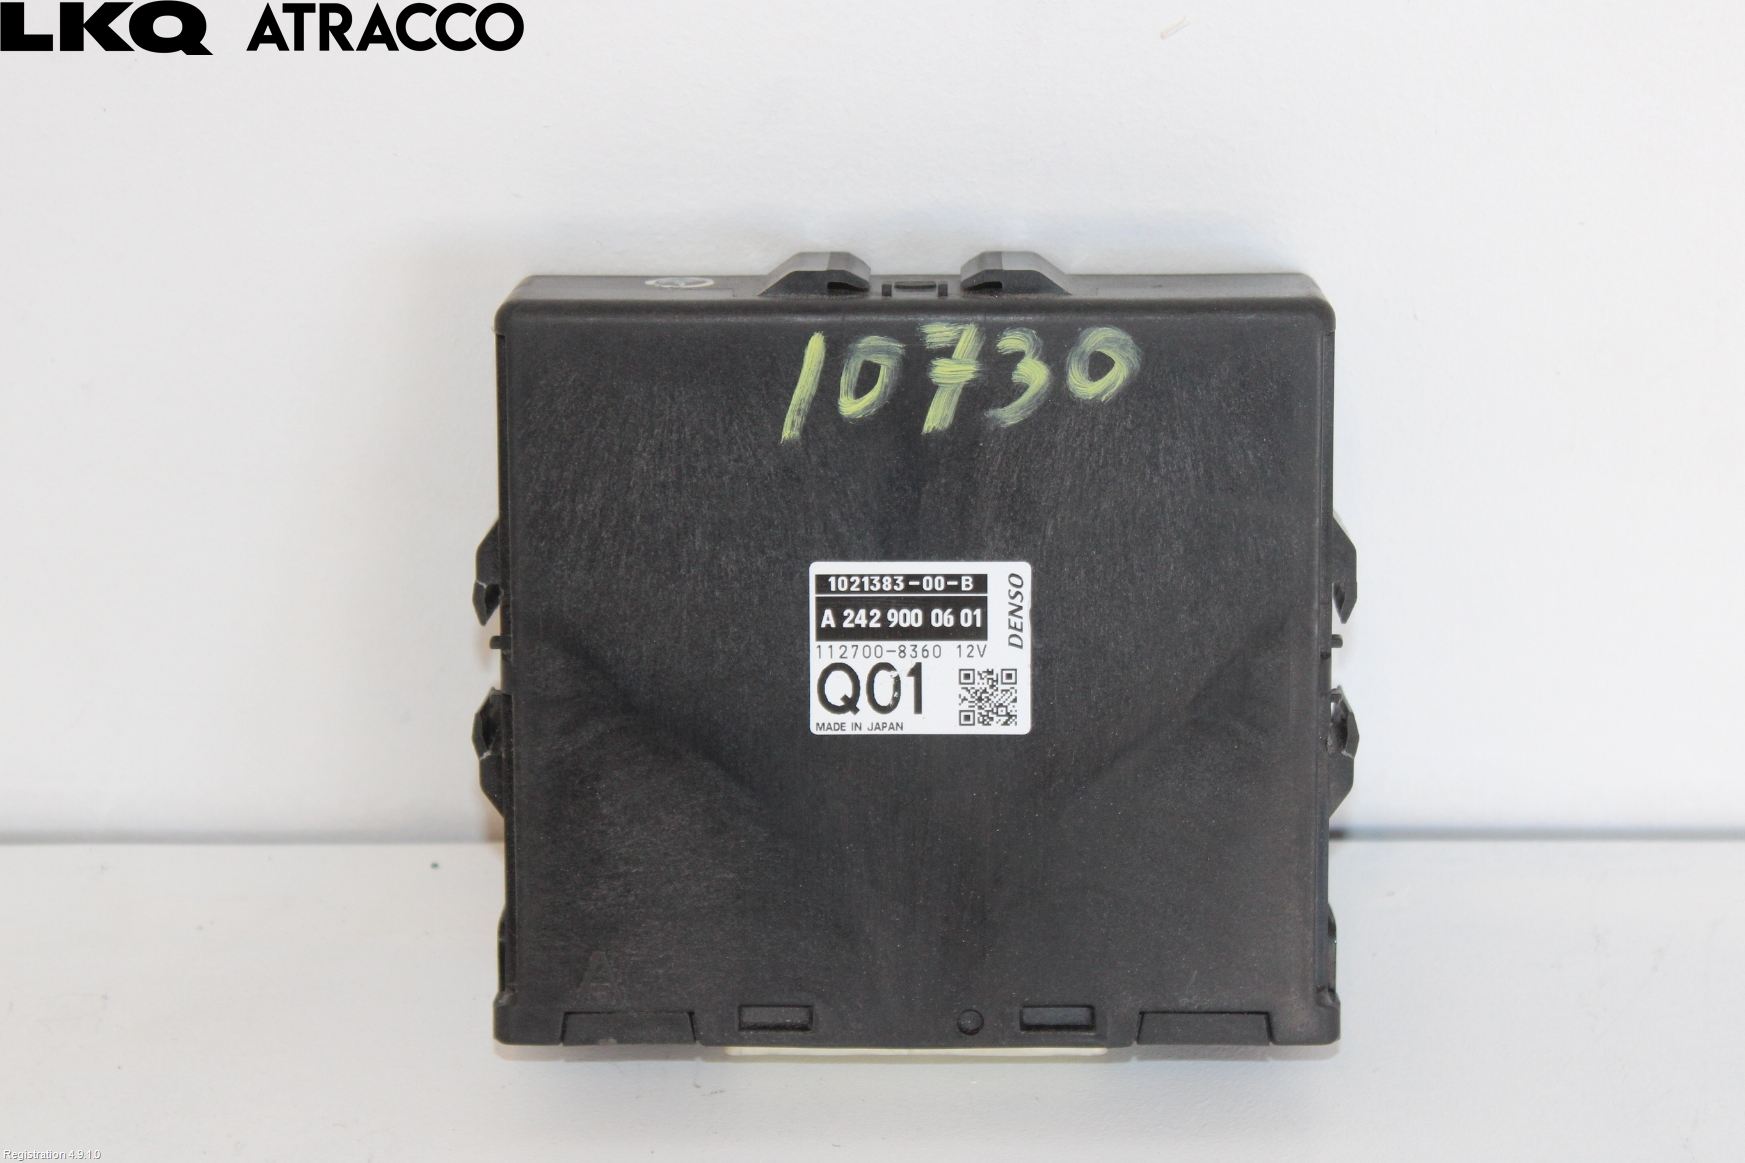 LKQ ATRACCO
10730
1021383-00-B
A 242 900 06 01
DENSO
112700-8360 12V
Q01
MADE IN JAPAN
A
Registration 4.9.1.0